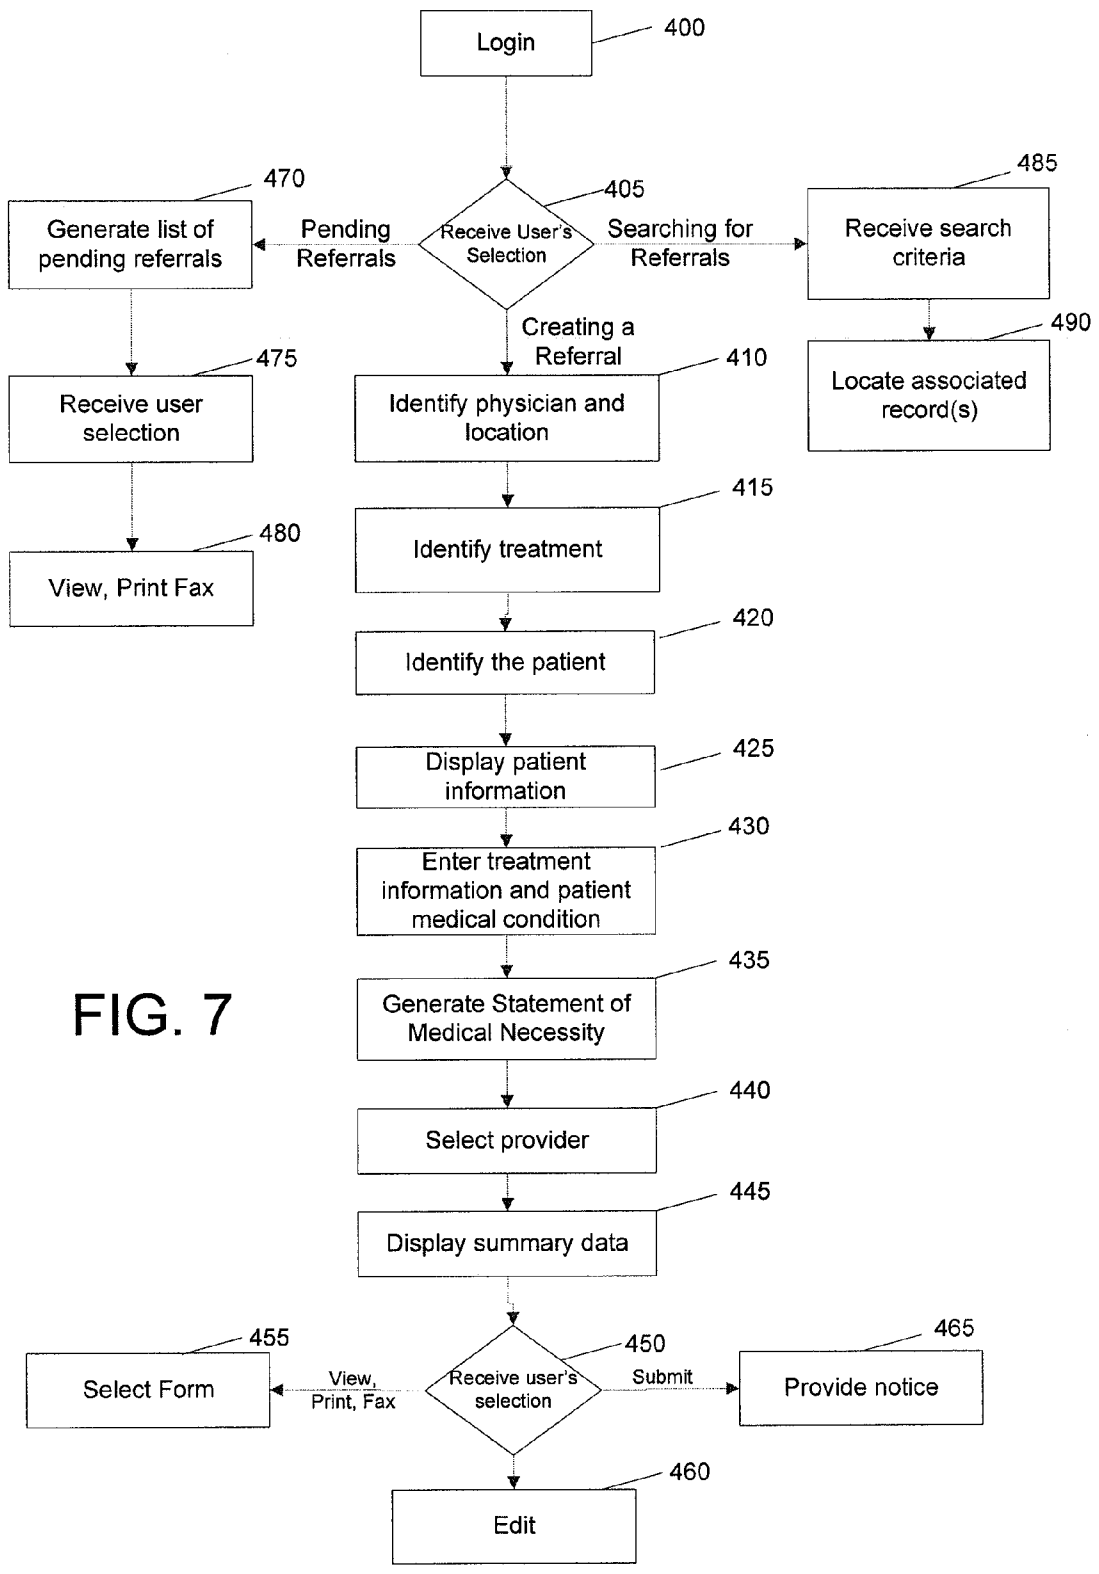 Login
400
405
Receive User's
Selection
Pending
Referrals
Searching for
Referrals
Creating a
Referral
470
Generate list of
pending referrals
475
Receive user
selection
480
View, Print Fax
485
Receive search
criteria
490
Locate associated
record(s)
410
Identify physician and
location
415
Identify treatment
420
Identify the patient
425
Display patient
information
430
Enter treatment
information and patient
medical condition
435
Generate Statement of
Medical Necessity
FIG. 7
440
Select provider
445
Display summary data
450
Receive user's
selection
View,
Print, Fax
Submit
455
Select Form
465
Provide notice
460
Edit